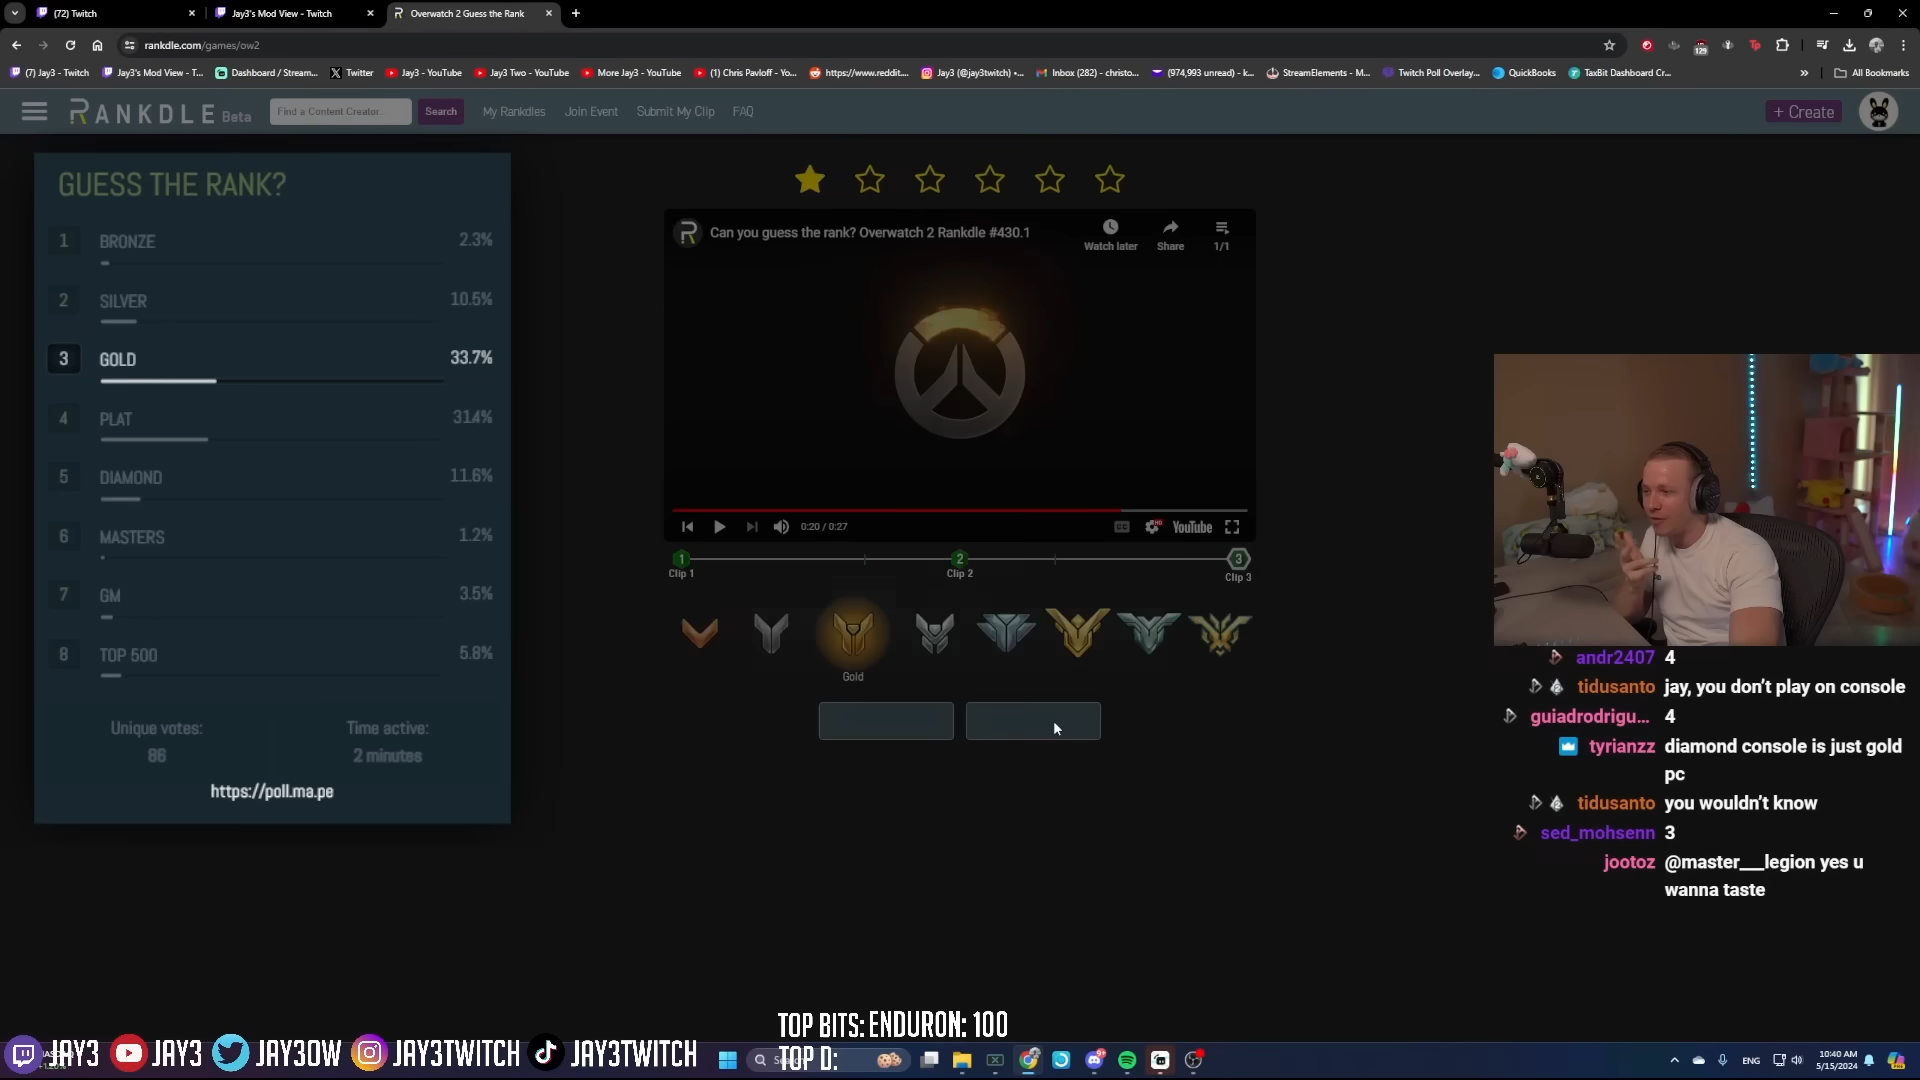 (72) Twitch
Jay3's Mod View - Twitch
Overwatch 2 Guess the Rank
rankdle.com/games/ow2
129
(7) Jay3 - Twitch
Jay3's Mod View - T...
Dashboard / Stream...
Twitter
Jay3 - YouTube
Jay3 Two - YouTube
More Jay3 - YouTube
(1) Chris Pavloff - Yo...
https://www.reddit....
Jay3 (@jay3twitch) •...
Inbox (282) - christo...
(974,993 unread) - k...
StreamElements - M...
Twitch Poll Overlay...
QuickBooks
TaxBit Dashboard Cr...
All Bookmarks
RANKDLE Beta
Find a Content Creator..
Search
My Rankdles
Join Event
Submit My Clip
FAQ
+ Create
GUESS THE RANK?
1 BRONZE 2.3%
2 SILVER 10.5%
3 GOLD 33.7%
4 PLAT 31.4%
5 DIAMOND 11.6%
6 MASTERS 1.2%
7 GM 3.5%
8 TOP 500 5.8%
Unique votes: Time active:
86 2 minutes
https://poll.ma.pe
Can you guess the rank? Overwatch 2 Rankdle #430.1
Watch later
Share
1/1
0:20 / 0:27
YouTube
1 2 3
Clip 1 Clip 2 Clip 3
Gold
andr2407 4
tidusanto jay, you don't play on console
guiadrodrigu... 4
tyrianzz diamond console is just gold
pc
tidusanto you wouldn't know
sed_mohsenn 3
jootoz @master__legion yes u
wanna taste
TOP BITS: ENDURON: 100
TOP D:
JAY3 JAY3 JAY3OW JAY3TWITCH JAY3TWITCH
ENG
10:40 AM
5/15/2024